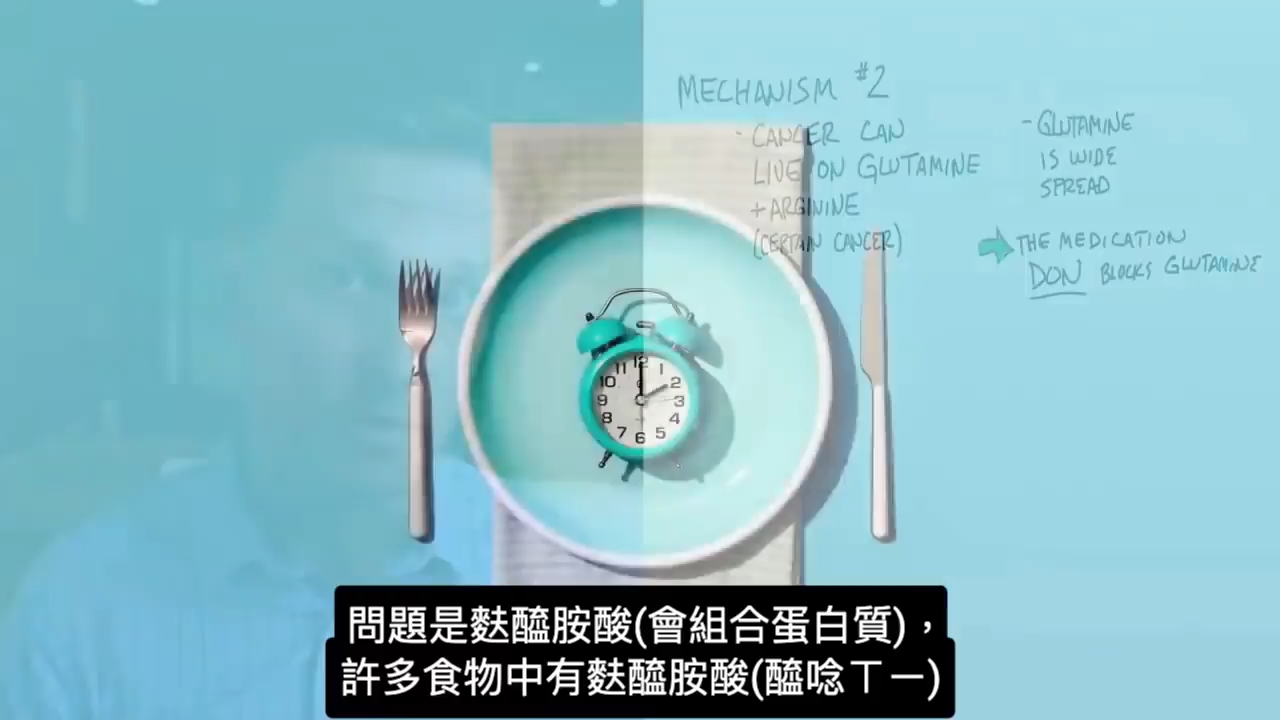 MECHANISM #2
- CANCER CAN
LIVE ON GLUTAMINE
+ ARGININE
(CERTAIN CANCER)
- GLUTAMINE
IS WIDE
SPREAD
THE MEDICATION
DON BLOCKS GLUTAMINE
11 12 1
10 2
9 3
8 4
7 6 5
問題是麩醯胺酸(會組合蛋白質)，
許多食物中有麩醯胺酸(醯唸ㄒㄧ)